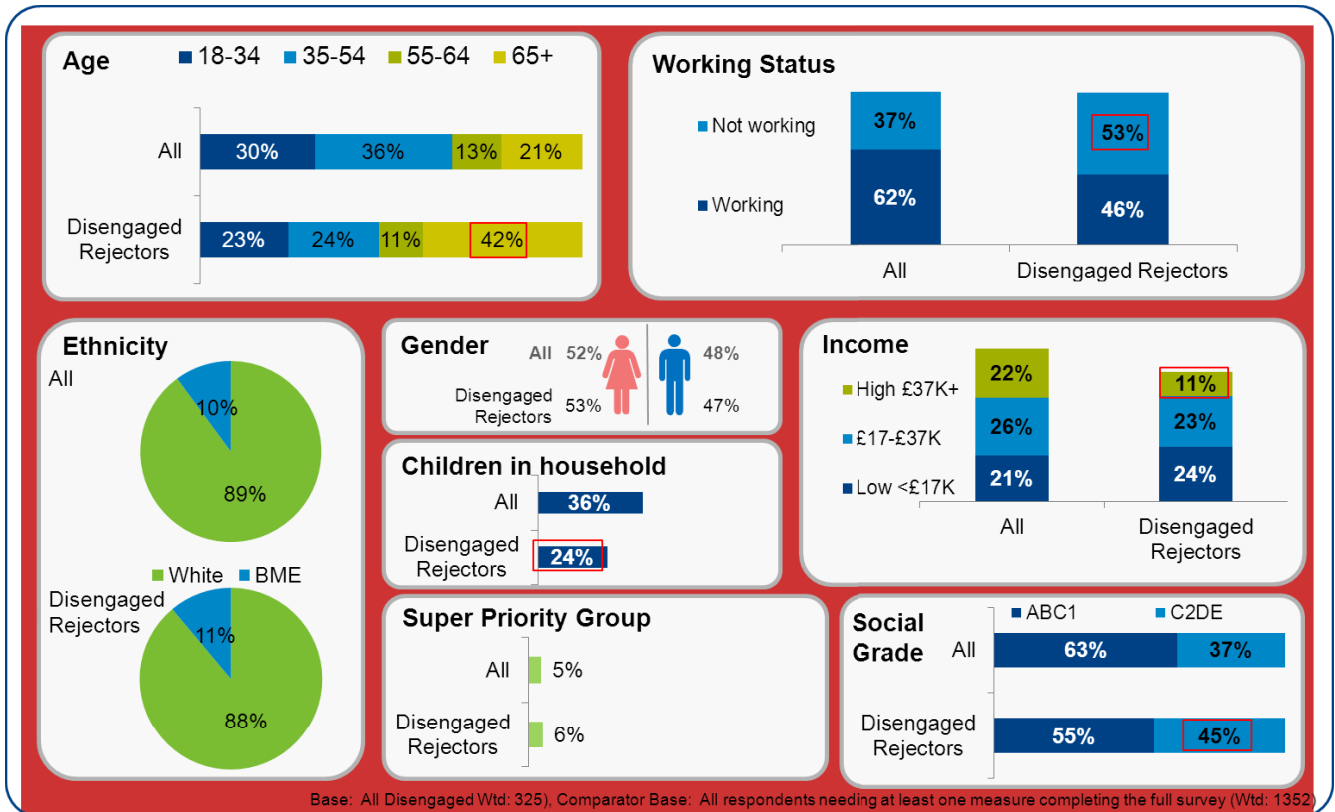 Age
18-34 35-54 55-64 65+
All
30% 36% 13% 21%
Disengaged
Rejectors
23% 24% 11% 42%
Working Status
Not working
Working
37%
62%
53%
46%
All
Disengaged Rejectors
Ethnicity
All
10%
89%
White BME
Disengaged
Rejectors
11%
88%
Gender
All 52% 48%
Disengaged
Rejectors
53% 47%
Children in household
All
36%
Disengaged
Rejectors
24%
Super Priority Group
All
5%
Disengaged
Rejectors
6%
Income
High £37K+
£17-£37K
Low <£17K
22%
26%
21%
11%
23%
24%
All
Disengaged
Rejectors
Social
Grade
ABC1 C2DE
All
63% 37%
Disengaged
Rejectors
55% 45%
Base: All Disengaged Wtd: 325), Comparator Base: All respondents needing at least one measure completing the full survey (Wtd: 1352)